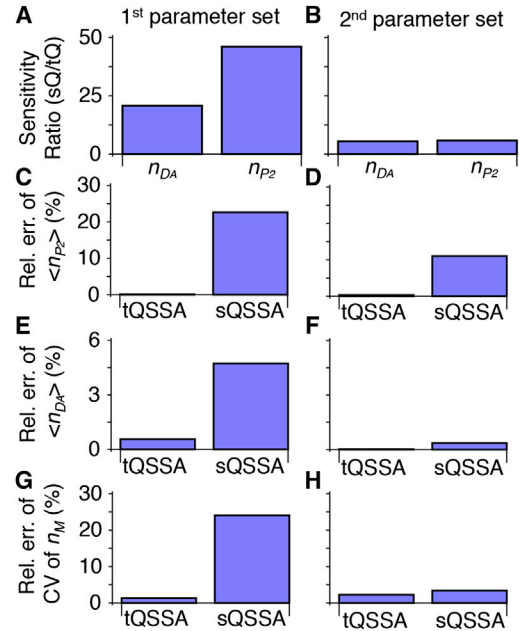 A 1st parameter set B 2nd parameter set
Sensitivity
Ratio (sQ/tQ)
50
25
0
nDA nP2 nDA nP2
C D
Rel. err. of
<nP2> (%)
30
20
10
0
tQSSA sQSSA tQSSA sQSSA
E F
Rel. err. of
<nDA> (%)
6
3
0
tQSSA sQSSA tQSSA sQSSA
G H
Rel. err. of
CV of nM (%)
30
20
10
0
tQSSA sQSSA tQSSA sQSSA